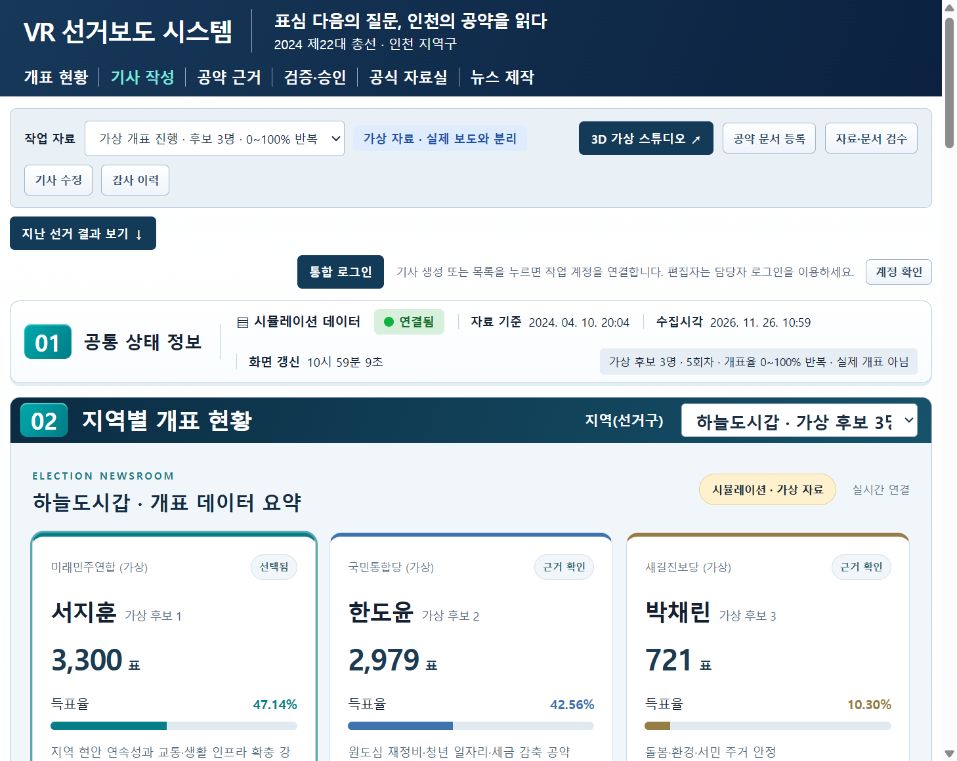 VR 선거보도 시스템
표심 다음의 질문, 인천의 공약을 읽다
2024 제22대 총선 · 인천 지역구
개표 현황 기사 작성 공약 근거 검증·승인 공식 자료실 뉴스 제작
작업 자료 가상 개표 진행 · 후보 3명 · 0~100% 반복 가상 자료 · 실제 보도와 분리 3D 가상 스튜디오 ↗ 공약 문서 등록 자료·문서 검수
기사 수정 감사 이력
지난 선거 결과 보기 ↓
통합 로그인 기사 생성 또는 목록을 누르면 작업 계정을 연결합니다. 편집자는 담당자 로그인을 이용하세요. 계정 확인
01 공통 상태 정보
시뮬레이션 데이터 연결됨 자료 기준 2024. 04. 10. 20:04 수집시각 2026. 11. 26. 10:59
화면 갱신 10시 59분 9초 가상 후보 3명 · 5회차 · 개표율 0~100% 반복 · 실제 개표 아님
02 지역별 개표 현황 지역(선거구) 하늘도시갑 · 가상 후보 3명
ELECTION NEWSROOM
하늘도시갑 · 개표 데이터 요약 시뮬레이션 · 가상 자료 실시간 연결
미래민주연합 (가상) 선택됨
서지훈 가상 후보 1
3,300 표
득표율 47.14%
지역 현안 연속성과 교통·생활 인프라 확충 강
국민통합당 (가상) 근거 확인
한도윤 가상 후보 2
2,979 표
득표율 42.56%
원도심 재정비·청년 일자리·세금 감축 공약
새길진보당 (가상) 근거 확인
박채린 가상 후보 3
721 표
득표율 10.30%
돌봄·환경·서민 주거 안정